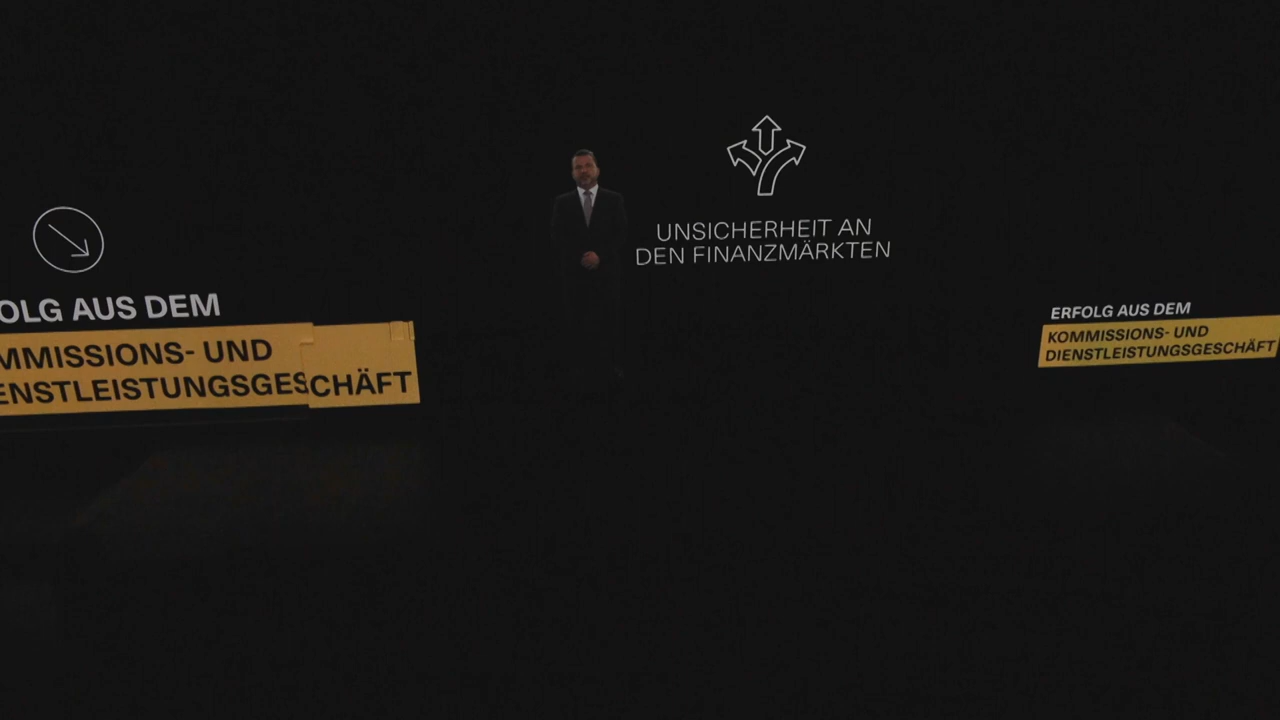 OLG AUS DEM
MMISSIONS- UND
ENSTLEISTUNGSGESCHÄFT
UNSICHERHEIT AN
DEN FINANZMÄRKTEN
ERFOLG AUS DEM
KOMMISSIONS- UND
DIENSTLEISTUNGSGESCHÄFT